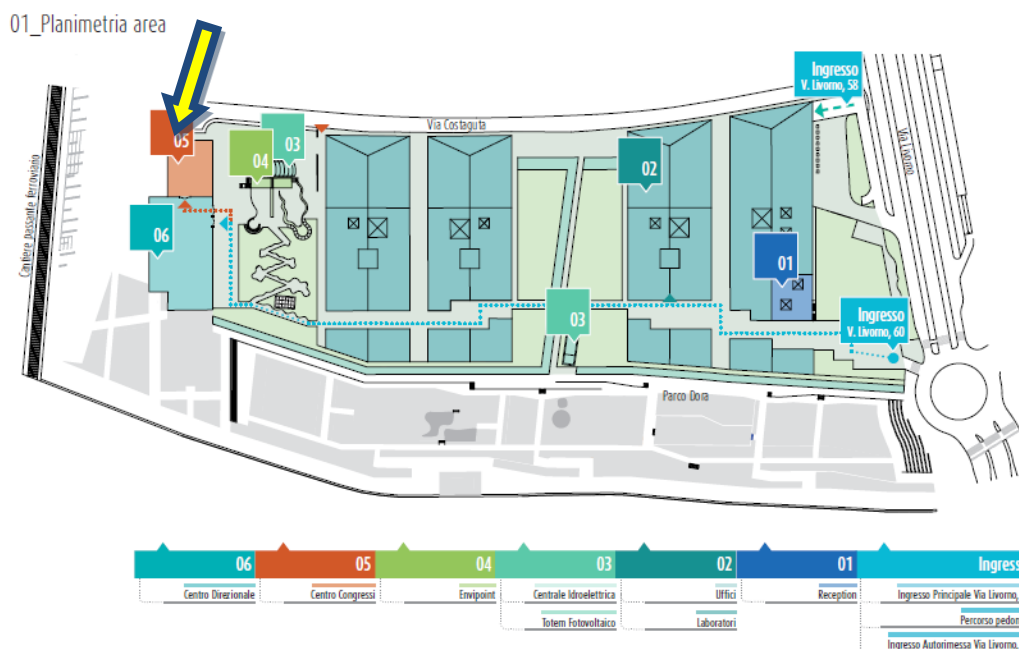 01_Planimetria area
Ingresso
V. Livorno, 58
Via Costaguta
Via Livorno
05
03
04
02
Cantiere passante ferroviario
06
01
03
Ingresso
V. Livorno, 60
Parco Dora
06
05
04
03
02
01
Ingress
Centro Direzionale
Centro Congressi
Envipoint
Centrale Idroelettrica
Uffici
Reception
Ingresso Principale Via Livorno,
Totem Fotovoltaico
Laboratori
Percorso pedon
Ingresso Autorimessa Via Livorno,